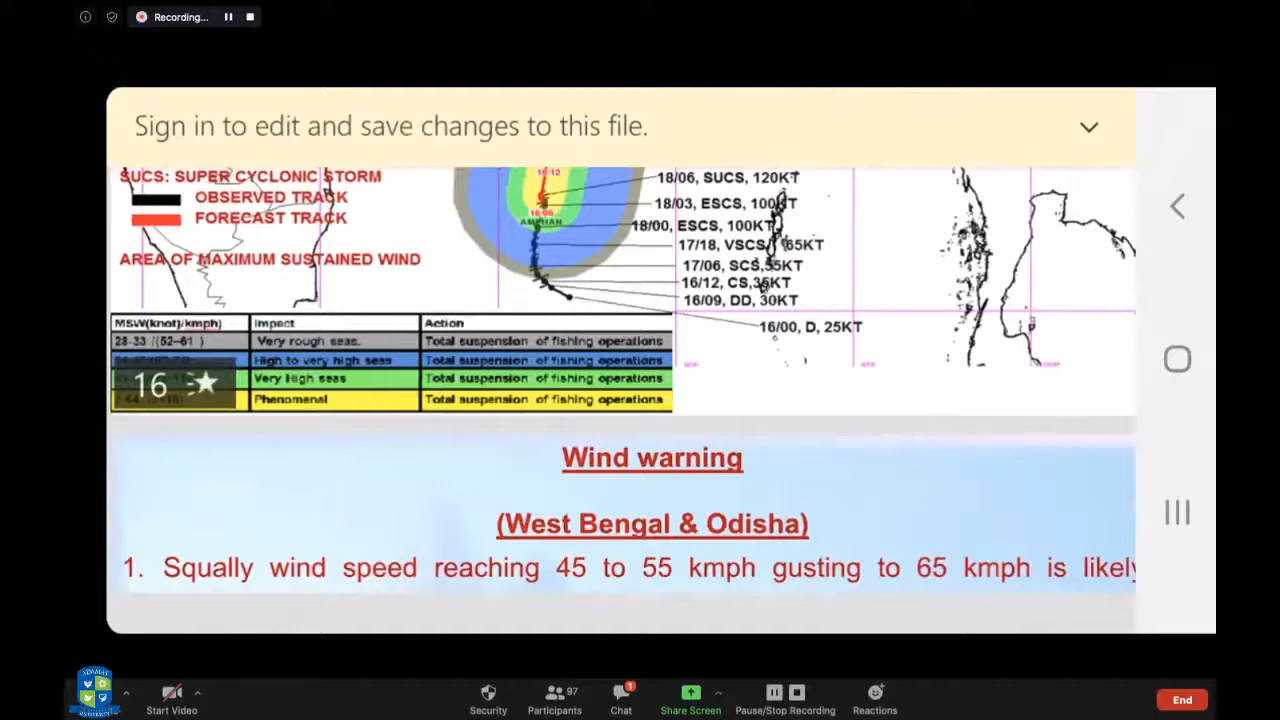 Recording...
Sign in to edit and save changes to this file.
SUCS: SUPER CYCLONIC STORM
OBSERVED TRACK
FORECAST TRACK
AREA OF MAXIMUM SUSTAINED WIND
18/12
18/06
AMPHAN
18/06, SUCS, 120KT
18/03, ESCS, 100KT
18/00, ESCS, 100KT
17/18, VSCS, 65KT
17/06, SCS,55KT
16/12, CS,35KT
16/09, DD, 30KT
16/00, D, 25KT
MSW(knot)/kmph) Impact Action
28-33 /(52–61 ) Very rough seas. Total suspension of fishing operations
High to very high seas Total suspension of fishing operations
Very High seas Total suspension of fishing operations
Phenomenal Total suspension of fishing operations
16
Wind warning
(West Bengal & Odisha)
1. Squally wind speed reaching 45 to 55 kmph gusting to 65 kmph is likely
Start Video
Security
Participants 97
Chat 1
Share Screen
Pause/Stop Recording
Reactions
End